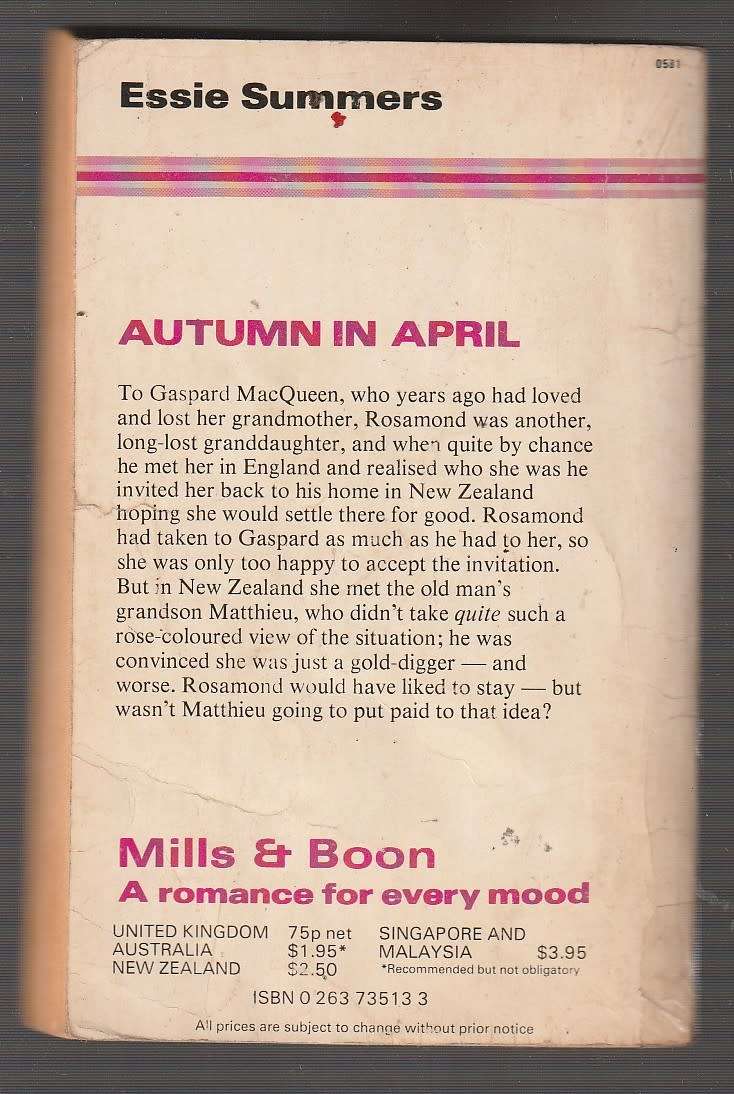 0581
Essie Summers
AUTUMN IN APRIL
To Gaspard MacQueen, who years ago had loved
and lost her grandmother, Rosamond was another,
long-lost granddaughter, and when quite by chance
he met her in England and realised who she was he
invited her back to his home in New Zealand
hoping she would settle there for good. Rosamond
had taken to Gaspard as much as he had to her, so
she was only too happy to accept the invitation.
But in New Zealand she met the old man's
grandson Matthieu, who didn't take quite such a
rose-coloured view of the situation; he was
convinced she was just a gold-digger — and
worse. Rosamond would have liked to stay — but
wasn't Matthieu going to put paid to that idea?
Mills & Boon
A romance for every mood
UNITED KINGDOM 75p net
AUSTRALIA $1.95*
NEW ZEALAND $2.50
SINGAPORE AND
MALAYSIA $3.95
*Recommended but not obligatory
ISBN 0 263 73513 3
All prices are subject to change without prior notice